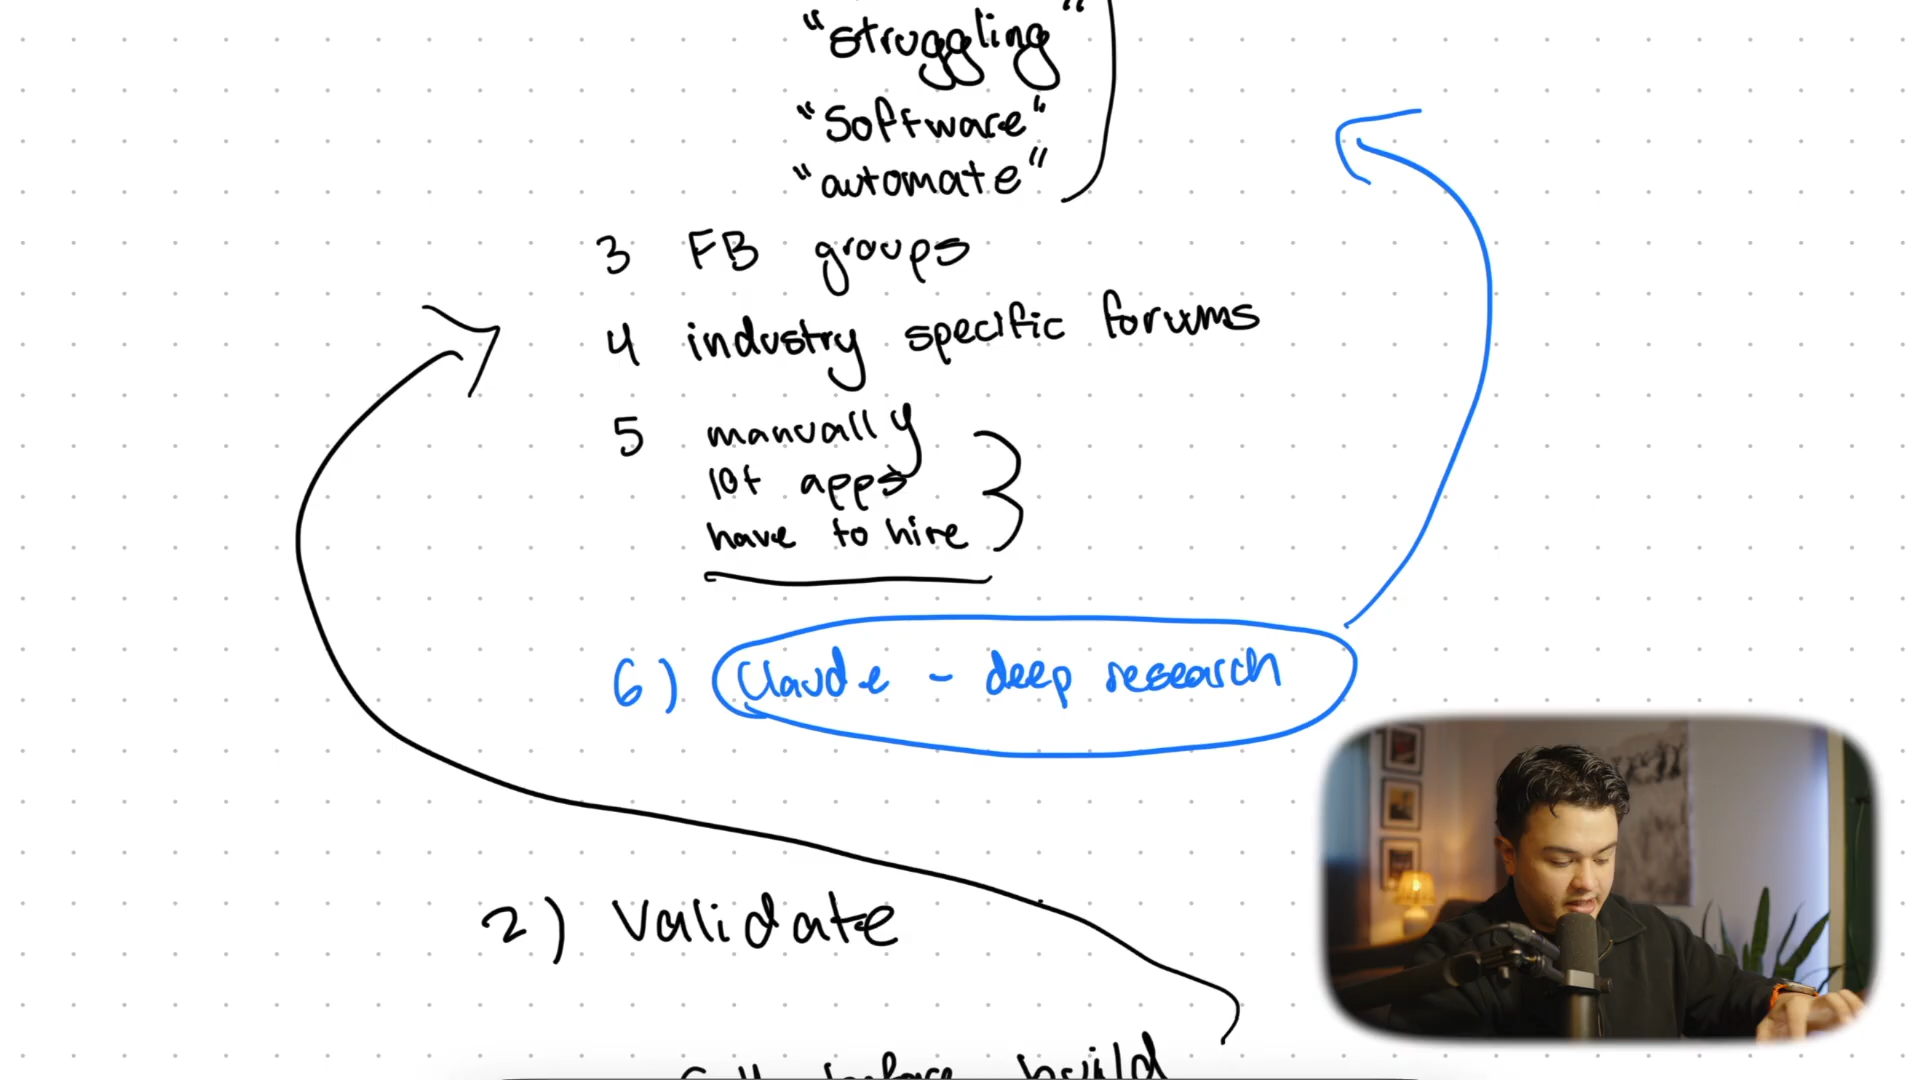 "struggling"
"Software"
"automate"
3 FB groups
4 industry specific forums
5 manually
10+ apps
have to hire
6) Claude - deep research
2) Validate
build